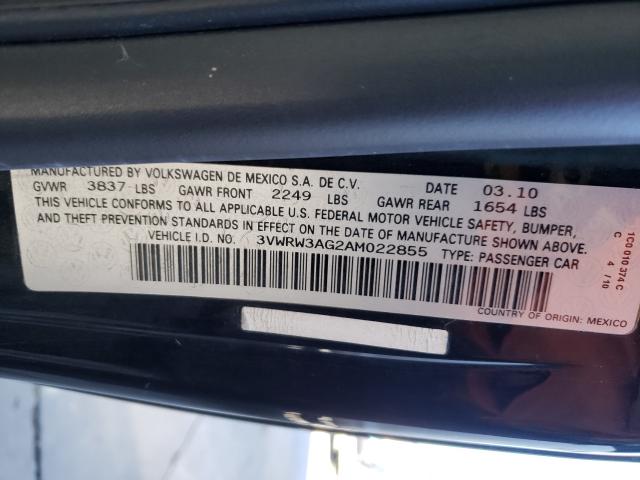 MANUFACTURED BY VOLKSWAGEN DE MEXICO S.A. DE C.V. DATE 03.10
GVWR 3837 LBS GAWR FRONT 2249 LBS GAWR REAR 1654 LBS
THIS VEHICLE CONFORMS TO ALL APPLICABLE U.S. FEDERAL MOTOR VEHICLE SAFETY, BUMPER,
AND THEFT PREVENTION STANDARDS IN EFFECT ON THE DATE OF MANUFACTURE SHOWN ABOVE.
VEHICLE I.D. NO. 3VWRW3AG2AM022855 TYPE: PASSENGER CAR
COUNTRY OF ORIGIN: MEXICO
1C0 010 374 C
C 4 / 10